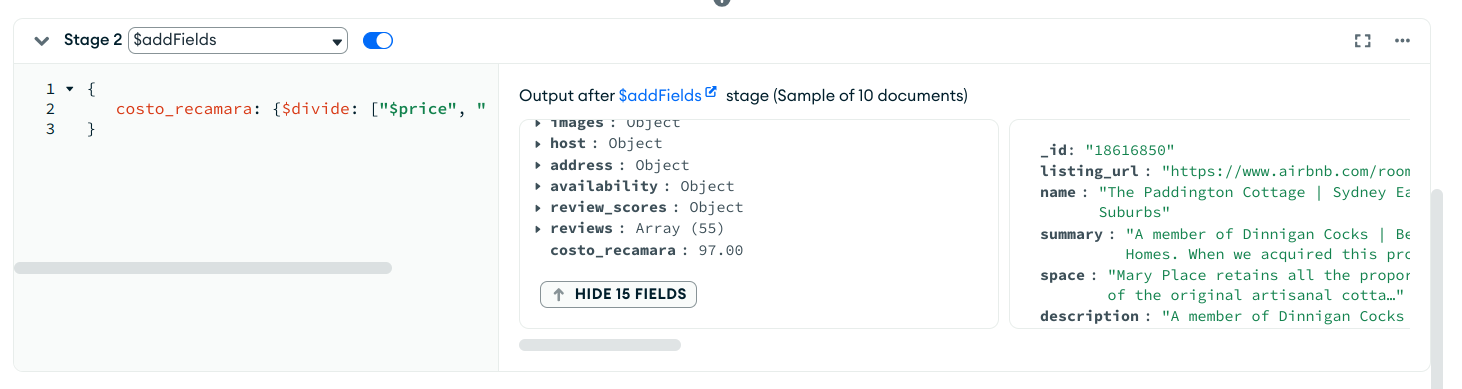 Stage 2 $addFields
1 {
2 costo_recamara: {$divide: ["$price", "
3 }
Output after $addFields stage (Sample of 10 documents)
images : Object
host : Object
address : Object
availability : Object
review_scores : Object
reviews : Array (55)
costo_recamara : 97.00
HIDE 15 FIELDS
_id: "18616850"
listing_url : "https://www.airbnb.com/room
name : "The Paddington Cottage | Sydney Ea
Suburbs"
summary : "A member of Dinnigan Cocks | Be
Homes. When we acquired this pro
space : "Mary Place retains all the propor
of the original artisanal cotta…"
description : "A member of Dinnigan Cocks